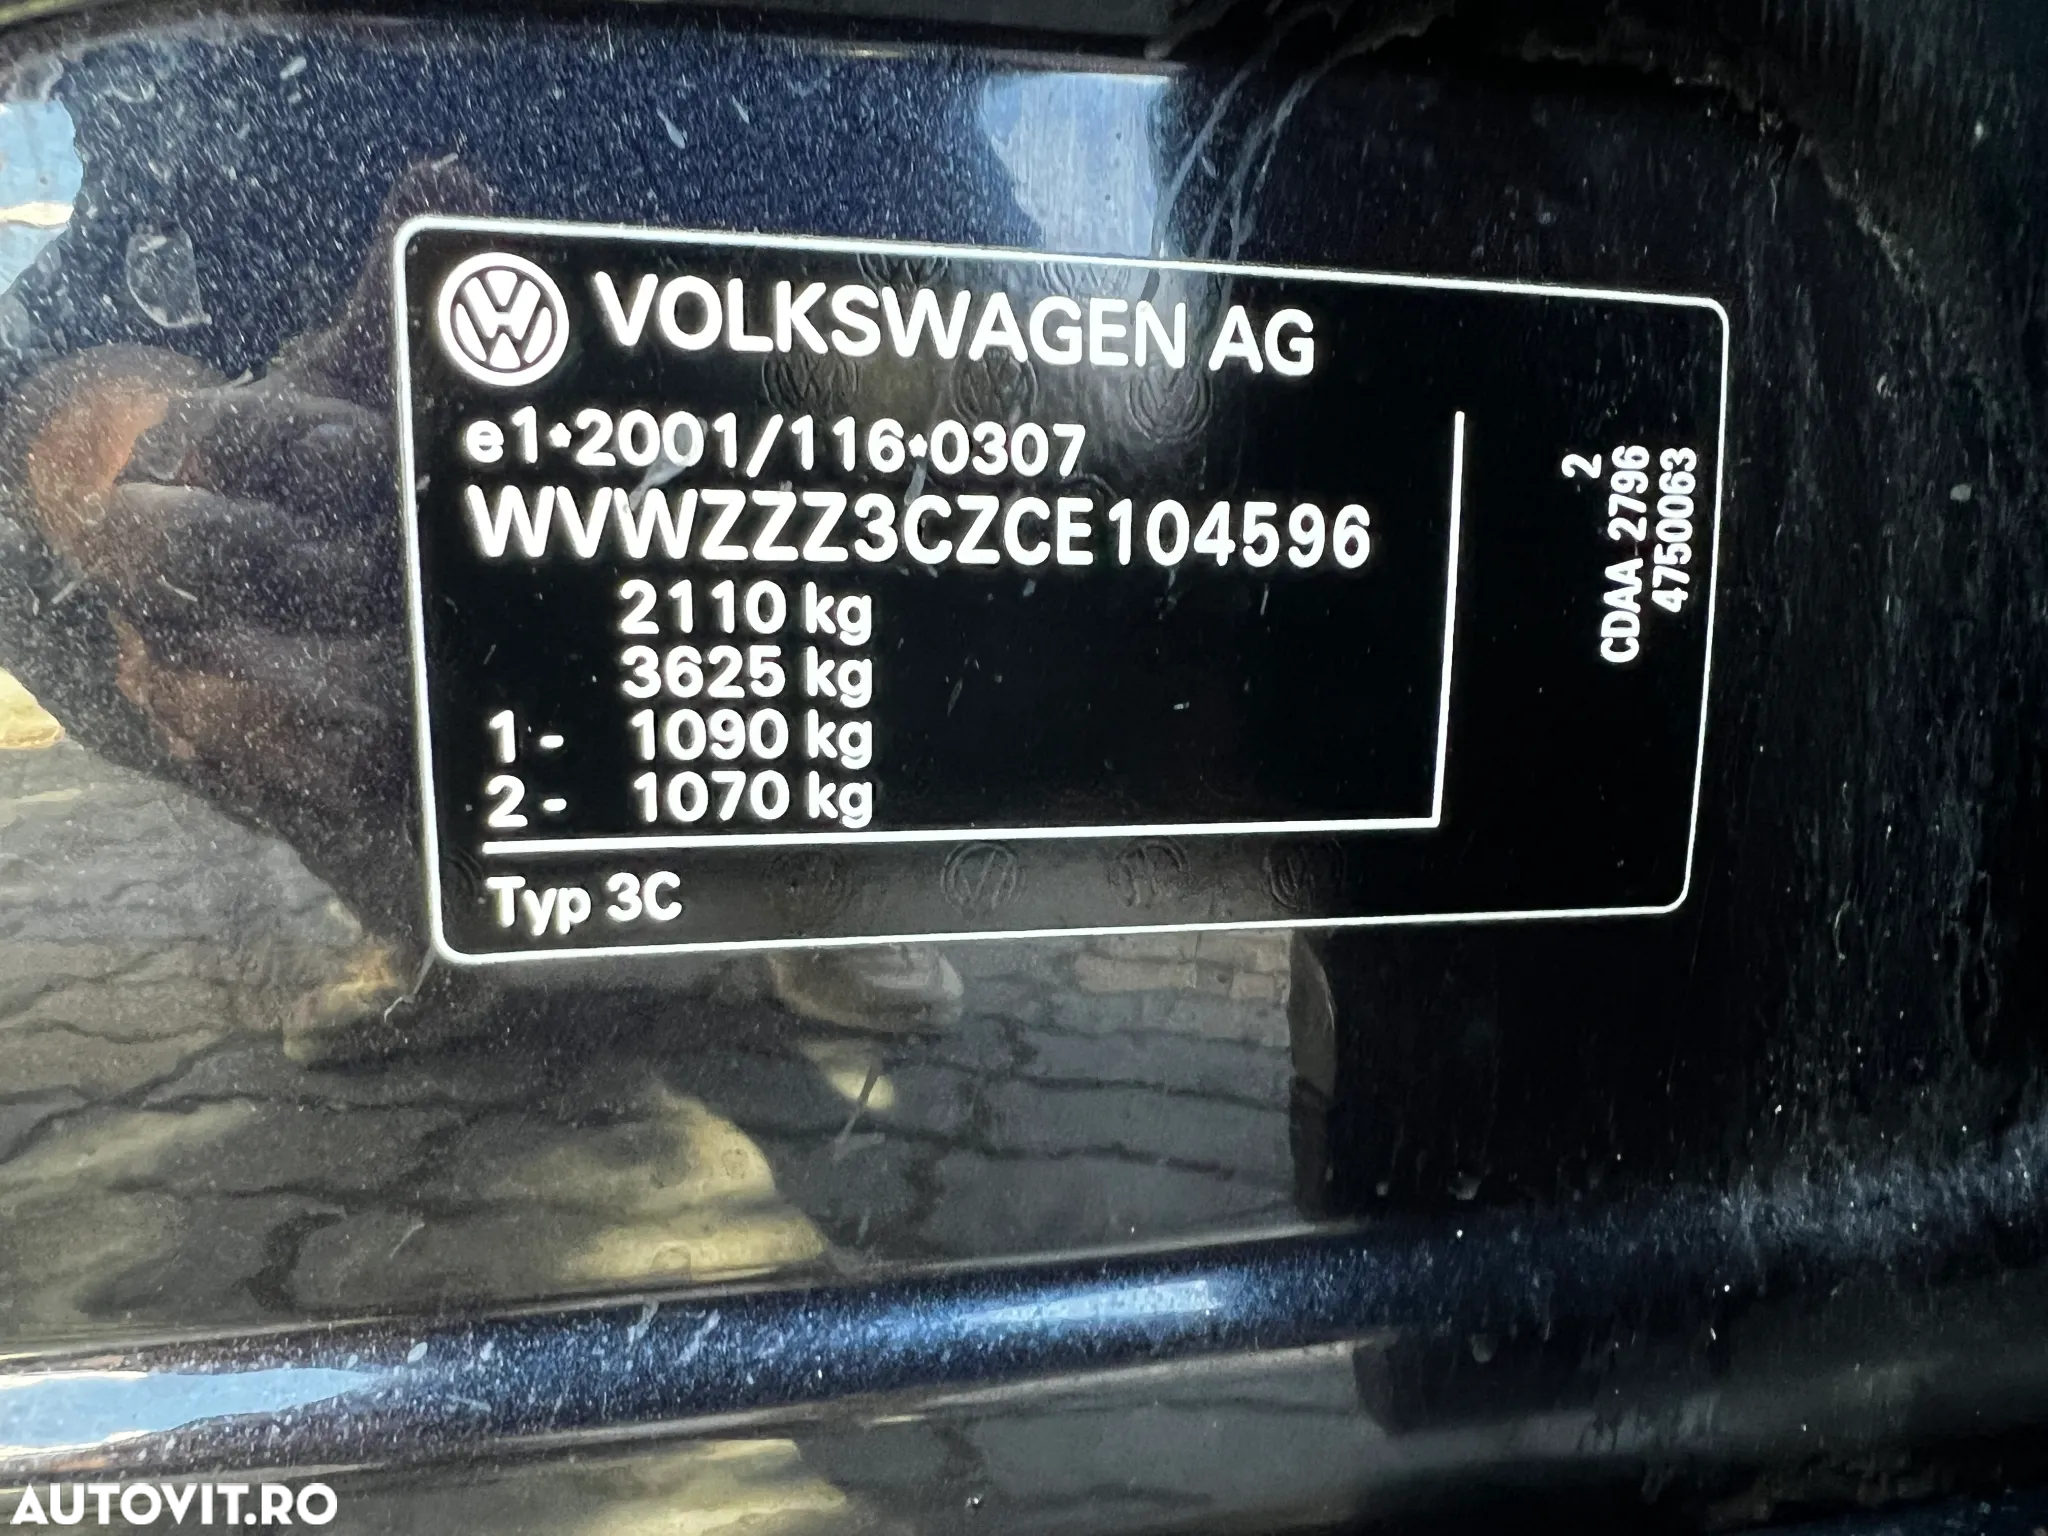 VOLKSWAGEN AG
e1*2001/116*0307
WVWZZZ3CZCE104596
2110 kg
3625 kg
1 - 1090 kg
2 - 1070 kg
Typ 3C
2
CDAA 2796
4750063
AUTOVIT.RO